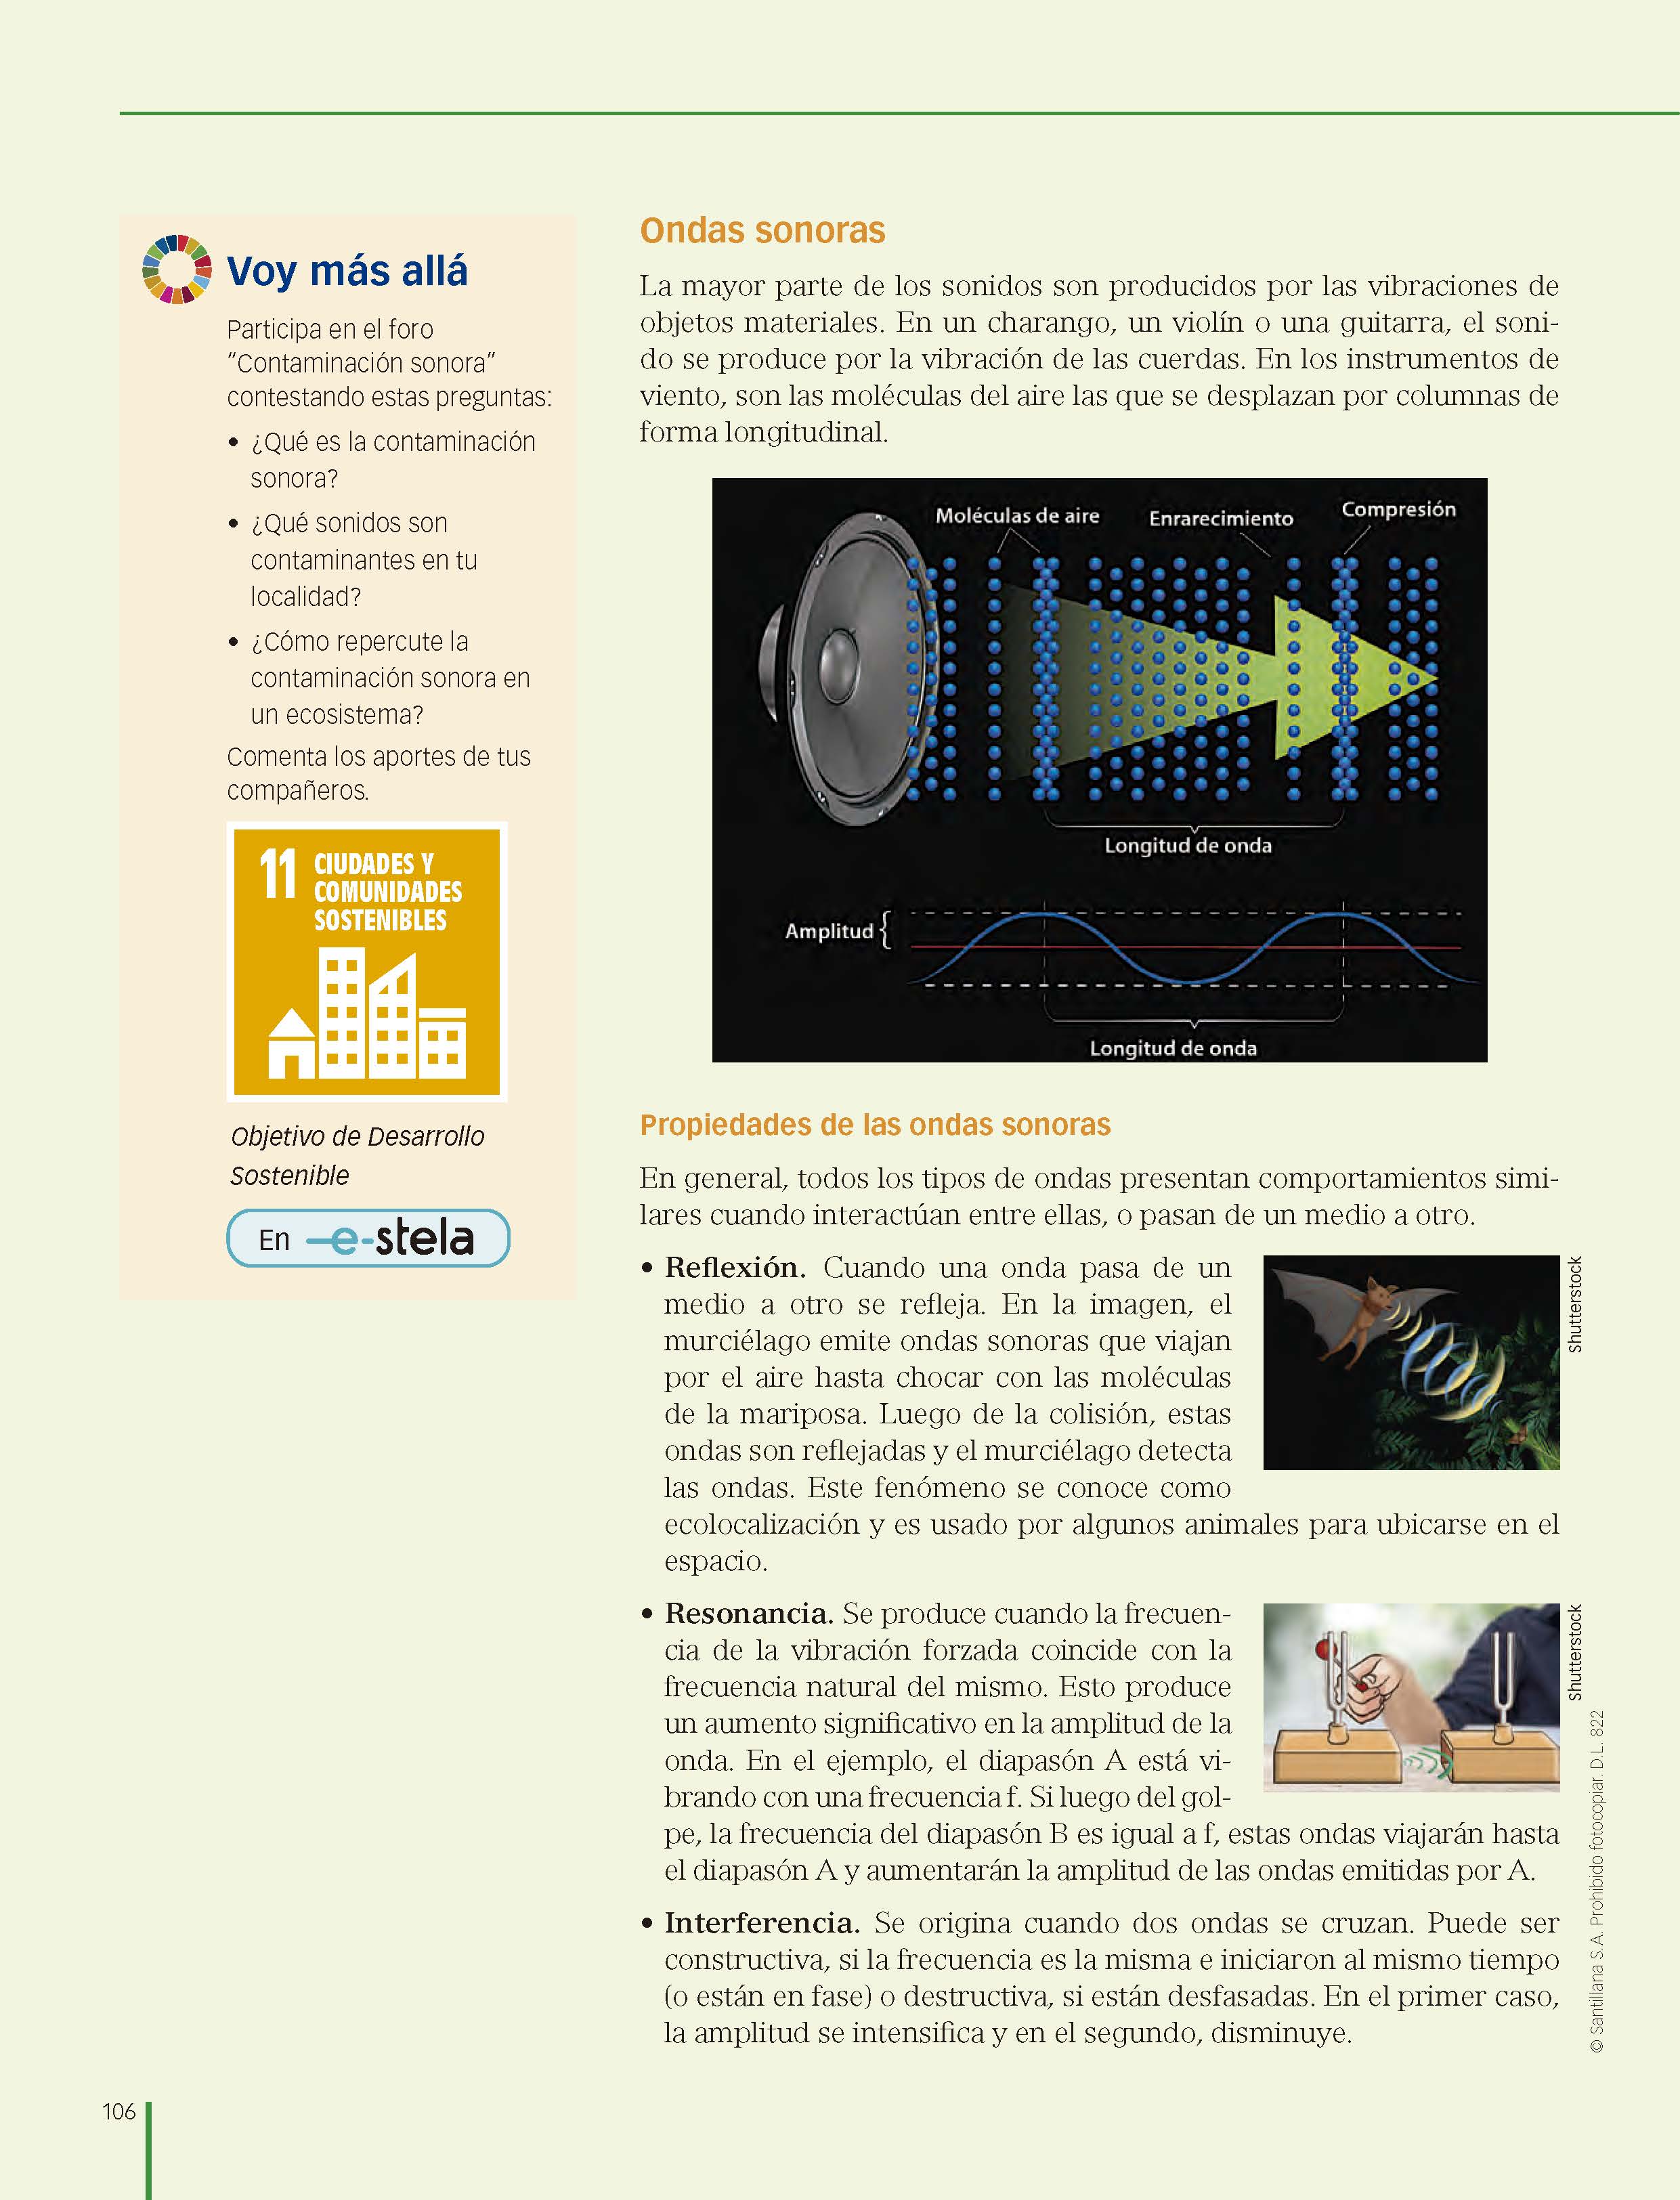 Voy más allá
Participa en el foro
“Contaminación sonora”
contestando estas preguntas:
• ¿Qué es la contaminación
sonora?
• ¿Qué sonidos son
contaminantes en tu
localidad?
• ¿Cómo repercute la
contaminación sonora en
un ecosistema?
Comenta los aportes de tus
compañeros.
11 CIUDADES Y
COMUNIDADES
SOSTENIBLES
Objetivo de Desarrollo
Sostenible
En e-stela
Ondas sonoras
La mayor parte de los sonidos son producidos por las vibraciones de
objetos materiales. En un charango, un violín o una guitarra, el soni-
do se produce por la vibración de las cuerdas. En los instrumentos de
viento, son las moléculas del aire las que se desplazan por columnas de
forma longitudinal.
Moléculas de aire
Enrarecimiento
Compresión
Longitud de onda
Amplitud
Longitud de onda
Propiedades de las ondas sonoras
En general, todos los tipos de ondas presentan comportamientos simi-
lares cuando interactúan entre ellas, o pasan de un medio a otro.
• Reflexión. Cuando una onda pasa de un
medio a otro se refleja. En la imagen, el
murciélago emite ondas sonoras que viajan
por el aire hasta chocar con las moléculas
de la mariposa. Luego de la colisión, estas
ondas son reflejadas y el murciélago detecta
las ondas. Este fenómeno se conoce como
ecolocalización y es usado por algunos animales para ubicarse en el
espacio.
Shutterstock
• Resonancia. Se produce cuando la frecuen-
cia de la vibración forzada coincide con la
frecuencia natural del mismo. Esto produce
un aumento significativo en la amplitud de la
onda. En el ejemplo, el diapasón A está vi-
brando con una frecuencia f. Si luego del gol-
pe, la frecuencia del diapasón B es igual a f, estas ondas viajarán hasta
el diapasón A y aumentarán la amplitud de las ondas emitidas por A.
Shutterstock
• Interferencia. Se origina cuando dos ondas se cruzan. Puede ser
constructiva, si la frecuencia es la misma e iniciaron al mismo tiempo
(o están en fase) o destructiva, si están desfasadas. En el primer caso,
la amplitud se intensifica y en el segundo, disminuye.
© Santillana S.A. Prohibido fotocopiar. D.L. 822
106